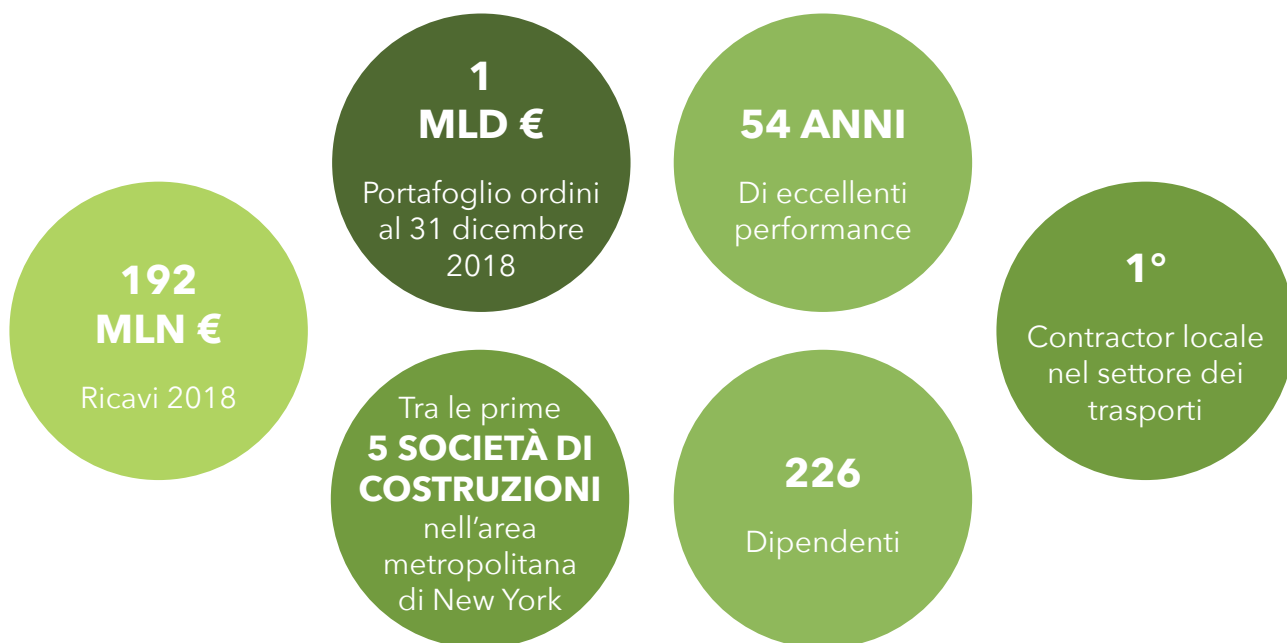 192
MLN €
Ricavi 2018
1
MLD €
Portafoglio ordini
al 31 dicembre
2018
Tra le prime
5 SOCIETÀ DI
COSTRUZIONI
nell’area
metropolitana
di New York
54 ANNI
Di eccellenti
performance
226
Dipendenti
1°
Contractor locale
nel settore dei
trasporti